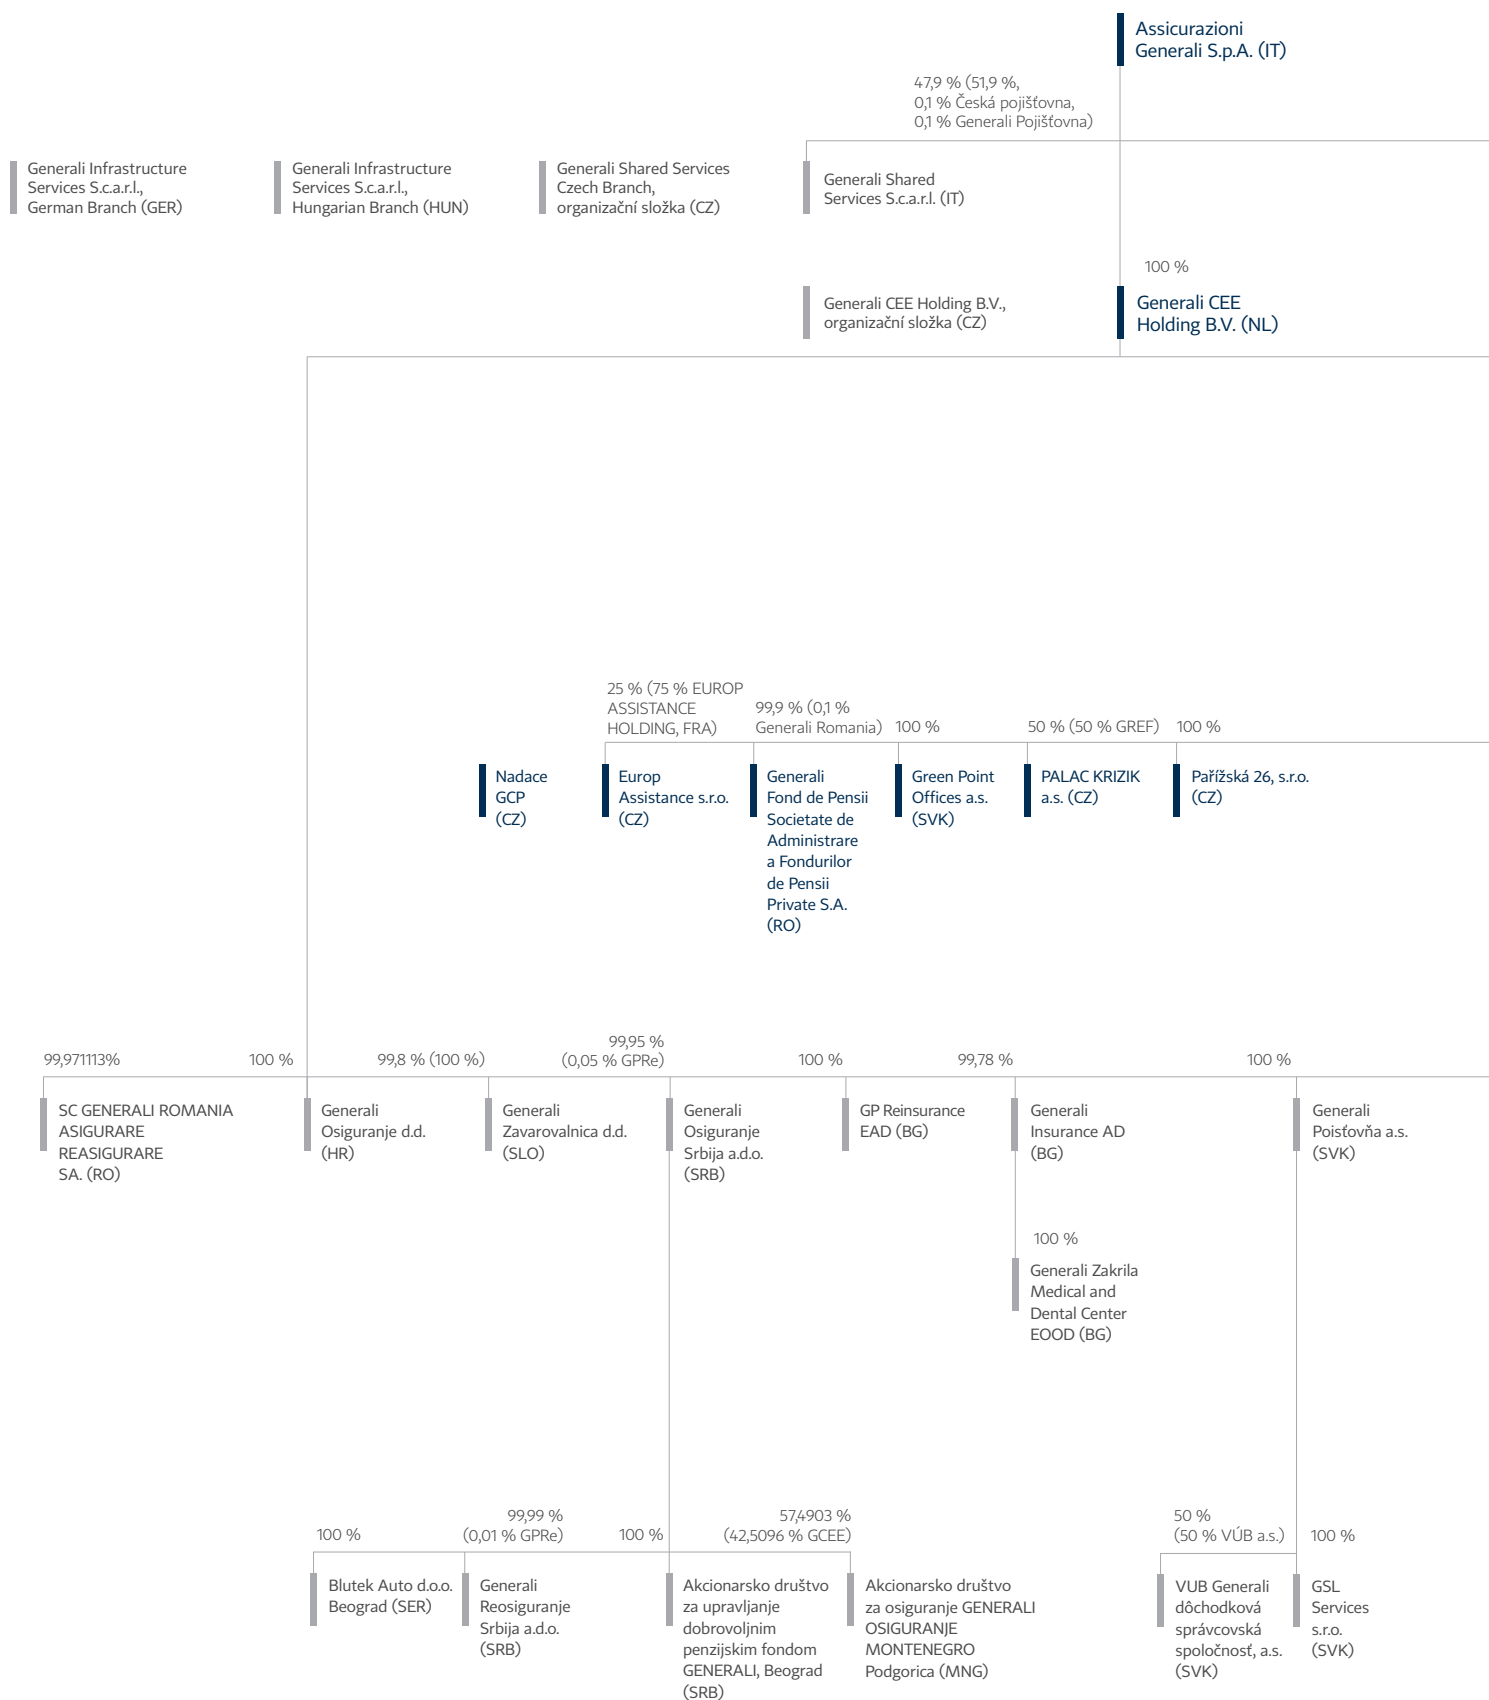 Assicurazioni
Generali S.p.A. (IT)
47,9 % (51,9 %,
0,1 % Česká pojišťovna,
0,1 % Generali Pojišťovna)
Generali Infrastructure
Services S.c.a.r.l.,
German Branch (GER)
Generali Infrastructure
Services S.c.a.r.l.,
Hungarian Branch (HUN)
Generali Shared Services
Czech Branch,
organizační složka (CZ)
Generali Shared
Services S.c.a.r.l. (IT)
100 %
Generali CEE Holding B.V.,
organizační složka (CZ)
Generali CEE
Holding B.V. (NL)
25 % (75 % EUROP
ASSISTANCE
HOLDING, FRA)
99,9 % (0,1 %
Generali Romania)
100 %
50 % (50 % GREF)
100 %
Nadace
GCP
(CZ)
Europ
Assistance s.r.o.
(CZ)
Generali
Fond de Pensii
Societate de
Administrare
a Fondurilor
de Pensii
Private S.A.
(RO)
Green Point
Offices a.s.
(SVK)
PALAC KRIZIK
a.s. (CZ)
Pařížská 26, s.r.o.
(CZ)
99,971113%
100 %
99,8 % (100 %)
99,95 %
(0,05 % GPRe)
100 %
99,78 %
100 %
SC GENERALI ROMANIA
ASIGURARE
REASIGURARE
SA. (RO)
Generali
Osiguranje d.d.
(HR)
Generali
Zavarovalnica d.d.
(SLO)
Generali
Osiguranje
Srbija a.d.o.
(SRB)
GP Reinsurance
EAD (BG)
Generali
Insurance AD
(BG)
Generali
Poisťovňa a.s.
(SVK)
100 %
Generali Zakrila
Medical and
Dental Center
EOOD (BG)
100 %
99,99 %
(0,01 % GPRe)
100 %
57,4903 %
(42,5096 % GCEE)
50 %
(50 % VÚB a.s.)
100 %
Blutek Auto d.o.o.
Beograd (SER)
Generali
Reosiguranje
Srbija a.d.o.
(SRB)
Akcionarsko društvo
za upravljanje
dobrovoljnim
penzijskim fondom
GENERALI, Beograd
(SRB)
Akcionarsko društvo
za osiguranje GENERALI
OSIGURANJE
MONTENEGRO
Podgorica (MNG)
VUB Generali
dôchodková
správcovská
spoločnosť, a.s.
(SVK)
GSL
Services
s.r.o.
(SVK)